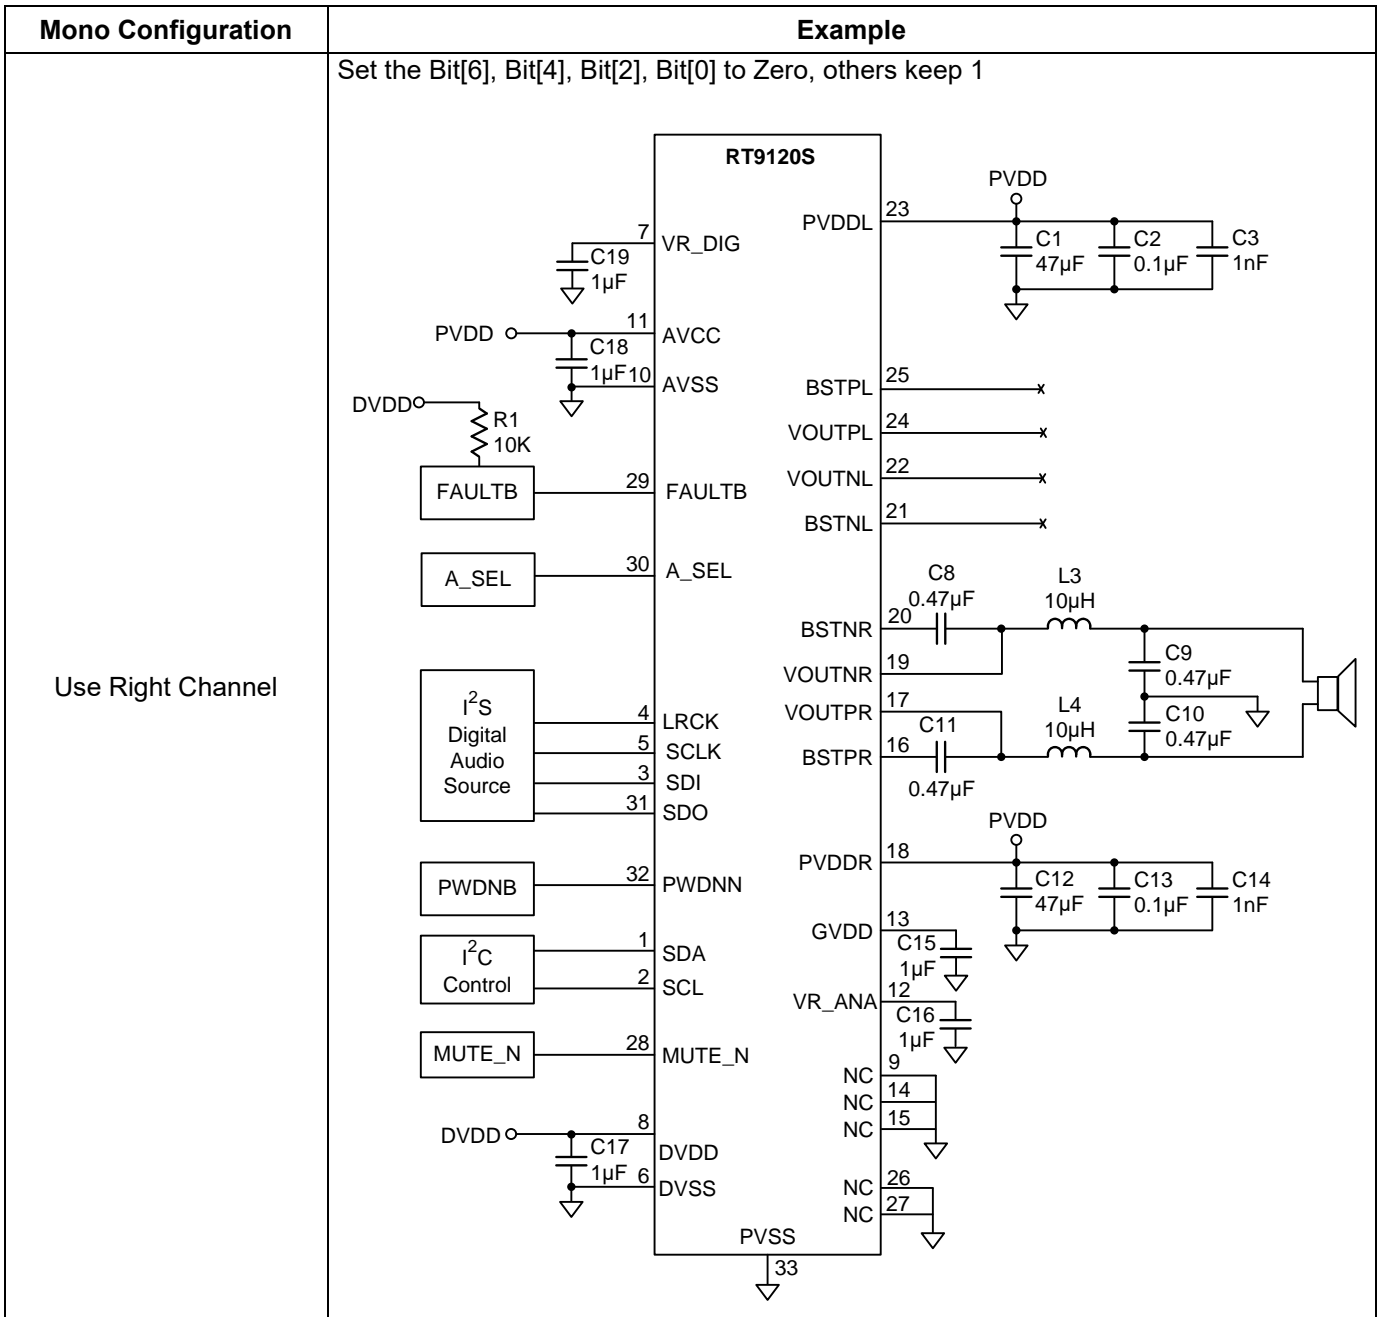 Mono Configuration
Example
Set the Bit[6], Bit[4], Bit[2], Bit[0] to Zero, others keep 1
Use Right Channel
RT9120S
7
VR_DIG
C19
1µF
PVDD
11
AVCC
C18
1µF
10
AVSS
DVDD
R1
10K
FAULTB
29
FAULTB
A_SEL
30
A_SEL
I²S
Digital
Audio
Source
4
LRCK
5
SCLK
3
SDI
31
SDO
PWDNB
32
PWDNN
I²C
Control
1
SDA
2
SCL
MUTE_N
28
MUTE_N
DVDD
8
DVDD
C17
1µF
6
DVSS
PVSS
33
PVDD
PVDDL
23
C1
47µF
C2
0.1µF
C3
1nF
BSTPL
25
VOUTPL
24
VOUTNL
22
BSTNL
21
C8
0.47µF
L3
10µH
BSTNR
20
VOUTNR
19
C9
0.47µF
VOUTPR
17
C11
0.47µF
L4
10µH
C10
0.47µF
BSTPR
16
PVDD
PVDDR
18
C12
47µF
C13
0.1µF
C14
1nF
GVDD
13
C15
1µF
VR_ANA
12
C16
1µF
NC
9
NC
14
NC
15
NC
26
NC
27